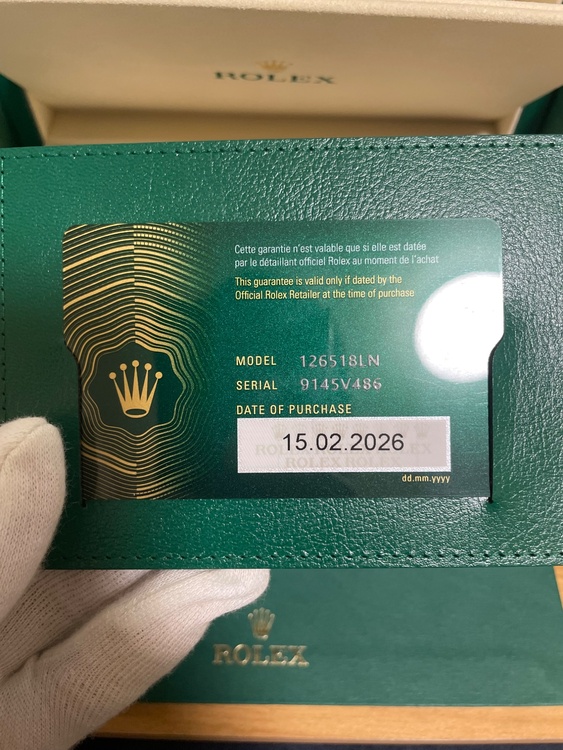 ROLEX
Cette garantie n'est valable que si elle est datée
par le détaillant officiel Rolex au moment de l'achat
This guarantee is valid only if dated by the
Official Rolex Retailer at the time of purchase
MODEL 126518LN
SERIAL 9145V486
DATE OF PURCHASE
15.02.2026
ROLEX ROLEX
dd.mm.yyyy
ROLEX